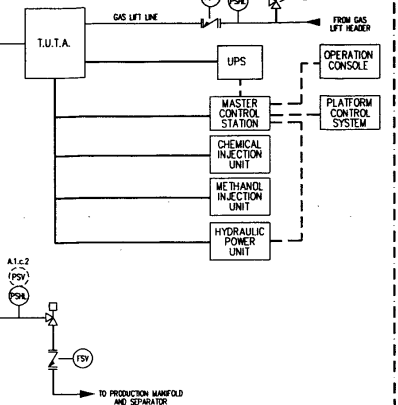 PSHL
GAS LIFT LINE
FROM GAS
LIFT HEADER
T.U.T.A.
UPS
OPERATION
CONSOLE
MASTER
CONTROL
STATION
PLATFORM
CONTROL
SYSTEM
CHEMICAL
INJECTION
UNIT
METHANOL
INJECTION
UNIT
HYDRAULIC
POWER
UNIT
A.1.c.2
PSV
PSHL
FSV
TO PRODUCTION MANIFOLD
AND SEPARATOR